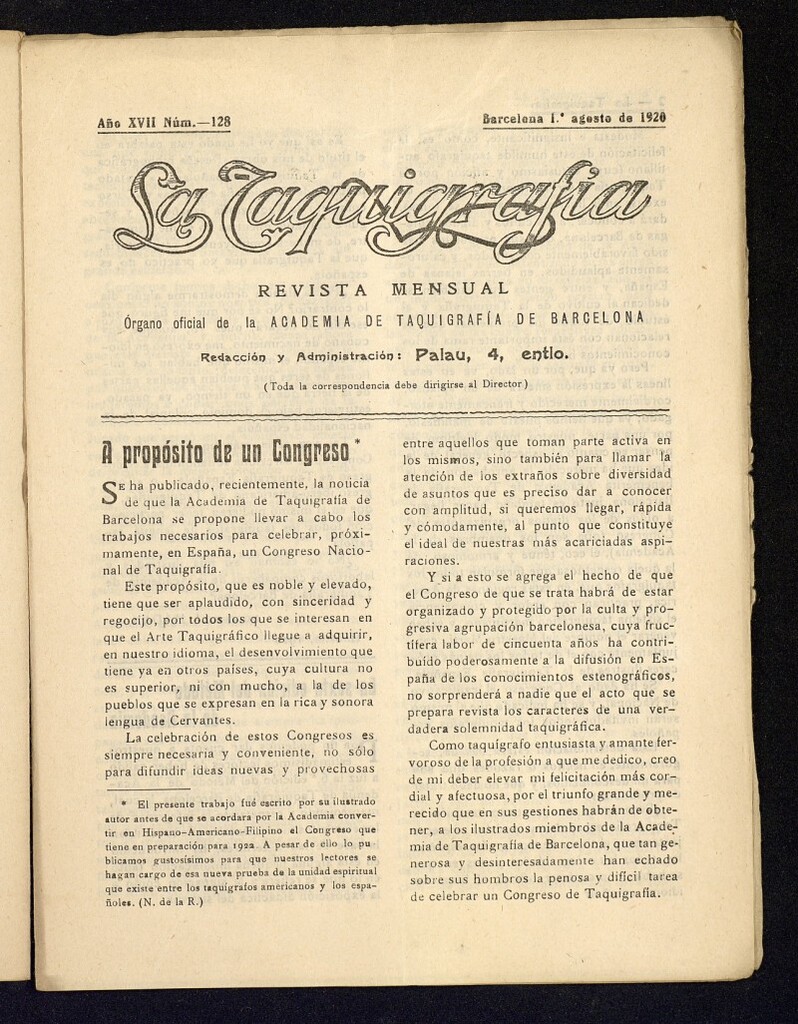 Año XVII Núm.—128
Barcelona 1.º agosto de 1920
La Taquigrafía
REVISTA MENSUAL
Órgano oficial de la ACADEMIA DE TAQUIGRAFÍA DE BARCELONA
Redacción y Administración: Palau, 4, entlo.
(Toda la correspondencia debe dirigirse al Director)
A propósito de un Congreso*
SE ha publicado, recientemente, la noticia
de que la Academia de Taquigrafía de
Barcelona se propone llevar a cabo los
trabajos necesarios para celebrar, próxi-
mamente, en España, un Congreso Nacio-
nal de Taquigrafía.
Este propósito, que es noble y elevado,
tiene que ser aplaudido, con sinceridad y
regocijo, por todos los que se interesan en
que el Arte Taquigráfico llegue a adquirir,
en nuestro idioma, el desenvolvimiento que
tiene ya en otros países, cuya cultura no
es superior, ni con mucho, a la de los
pueblos que se expresan en la rica y sonora
lengua de Cervantes.
La celebración de estos Congresos es
siempre necesaria y conveniente, no sólo
para difundir ideas nuevas y provechosas
* El presente trabajo fué escrito por su ilustrado
autor antes de que se acordara por la Academia conver-
tir en Hispano-Americano-Filipino el Congreso que
tiene en preparación para 1922. A pesar de ello lo pu-
blicamos gustosísimos para que nuestros lectores se
hagan cargo de esa nueva prueba de la unidad espiritual
que existe entre los taquígrafos americanos y los espa-
ñoles. (N. de la R.)
entre aquellos que toman parte activa en
los mismos, sino también para llamar la
atención de los extraños sobre diversidad
de asuntos que es preciso dar a conocer
con amplitud, si queremos llegar, rápida
y cómodamente, al punto que constituye
el ideal de nuestras más acariciadas aspi-
raciones.
Y si a esto se agrega el hecho de que
el Congreso de que se trata habrá de estar
organizado y protegido por la culta y pro-
gresiva agrupación barcelonesa, cuya fruc-
tífera labor de cincuenta años ha contri-
buído poderosamente a la difusión en Es-
paña de los conocimientos estenográficos,
no sorprenderá a nadie que el acto que se
prepara revista los caracteres de una ver-
dadera solemnidad taquigráfica.
Como taquígrafo entusiasta y amante fer-
voroso de la profesión a que me dedico, creo
de mi deber elevar mi felicitación más cor-
dial y afectuosa, por el triunfo grande y me-
recido que en sus gestiones habrán de obte-
ner, a los ilustrados miembros de la Acade-
mia de Taquigrafía de Barcelona, que tan ge-
nerosa y desinteresadamente han echado
sobre sus hombros la penosa y difícil tarea
de celebrar un Congreso de Taquigrafía.